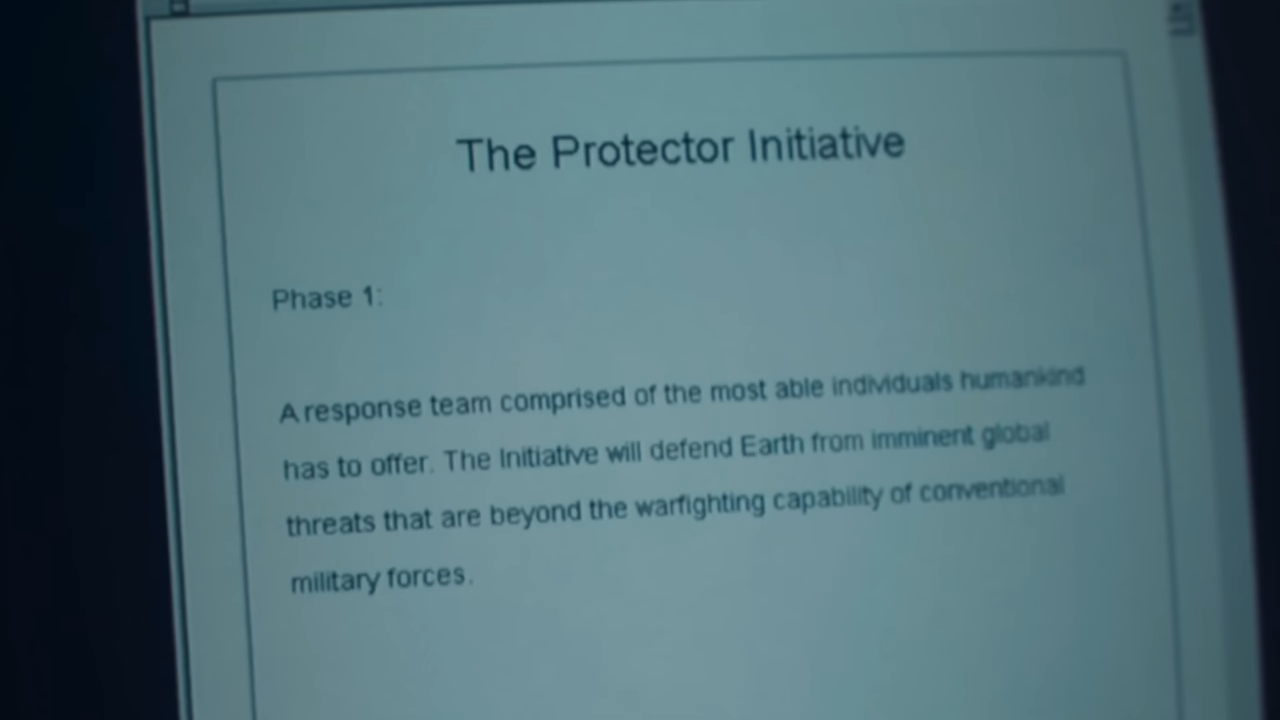 The Protector Initiative
Phase 1:
A response team comprised of the most able individuals humankind
has to offer. The Initiative will defend Earth from imminent global
threats that are beyond the warfighting capability of conventional
military forces.